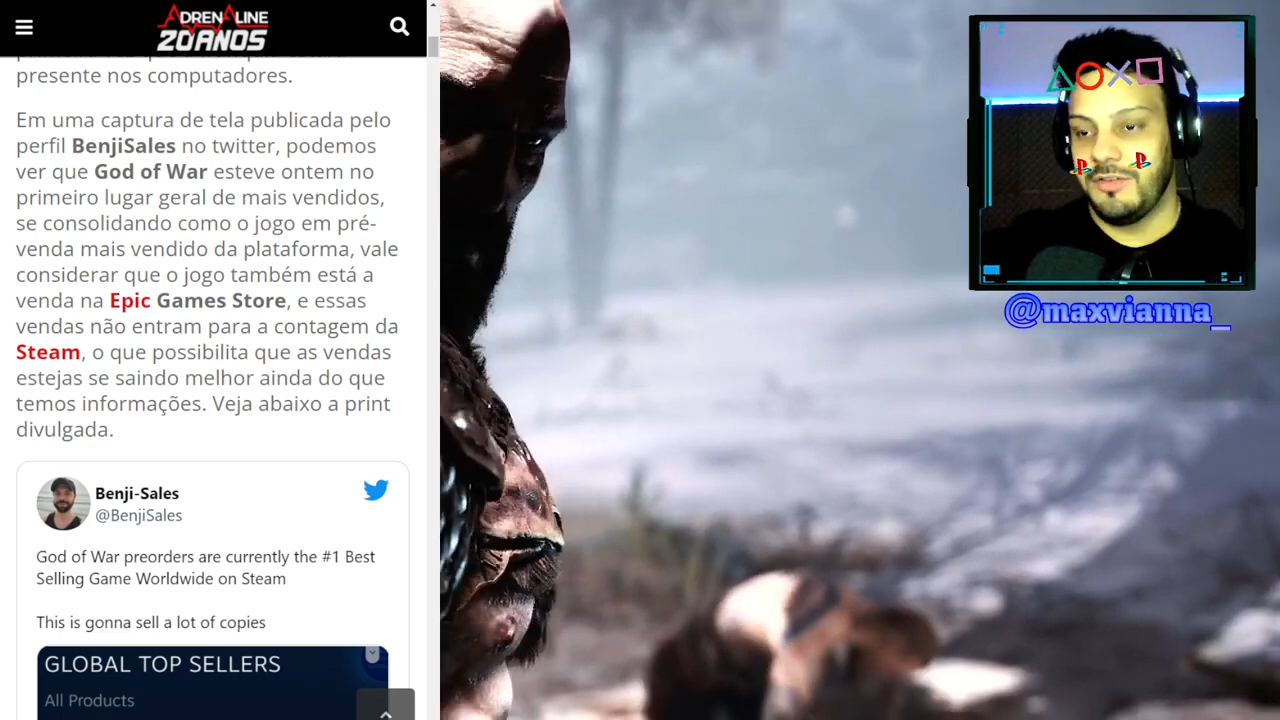 ADRENALINE
20 ANOS
presente nos computadores.
Em uma captura de tela publicada pelo
perfil BenjiSales no twitter, podemos
ver que God of War esteve ontem no
primeiro lugar geral de mais vendidos,
se consolidando como o jogo em pré-
venda mais vendido da plataforma, vale
considerar que o jogo também está a
venda na Epic Games Store, e essas
vendas não entram para a contagem da
Steam, o que possibilita que as vendas
estejas se saindo melhor ainda do que
temos informações. Veja abaixo a print
divulgada.
Benji-Sales
@BenjiSales
God of War preorders are currently the #1 Best
Selling Game Worldwide on Steam
This is gonna sell a lot of copies
GLOBAL TOP SELLERS
All Products
@maxvianna_